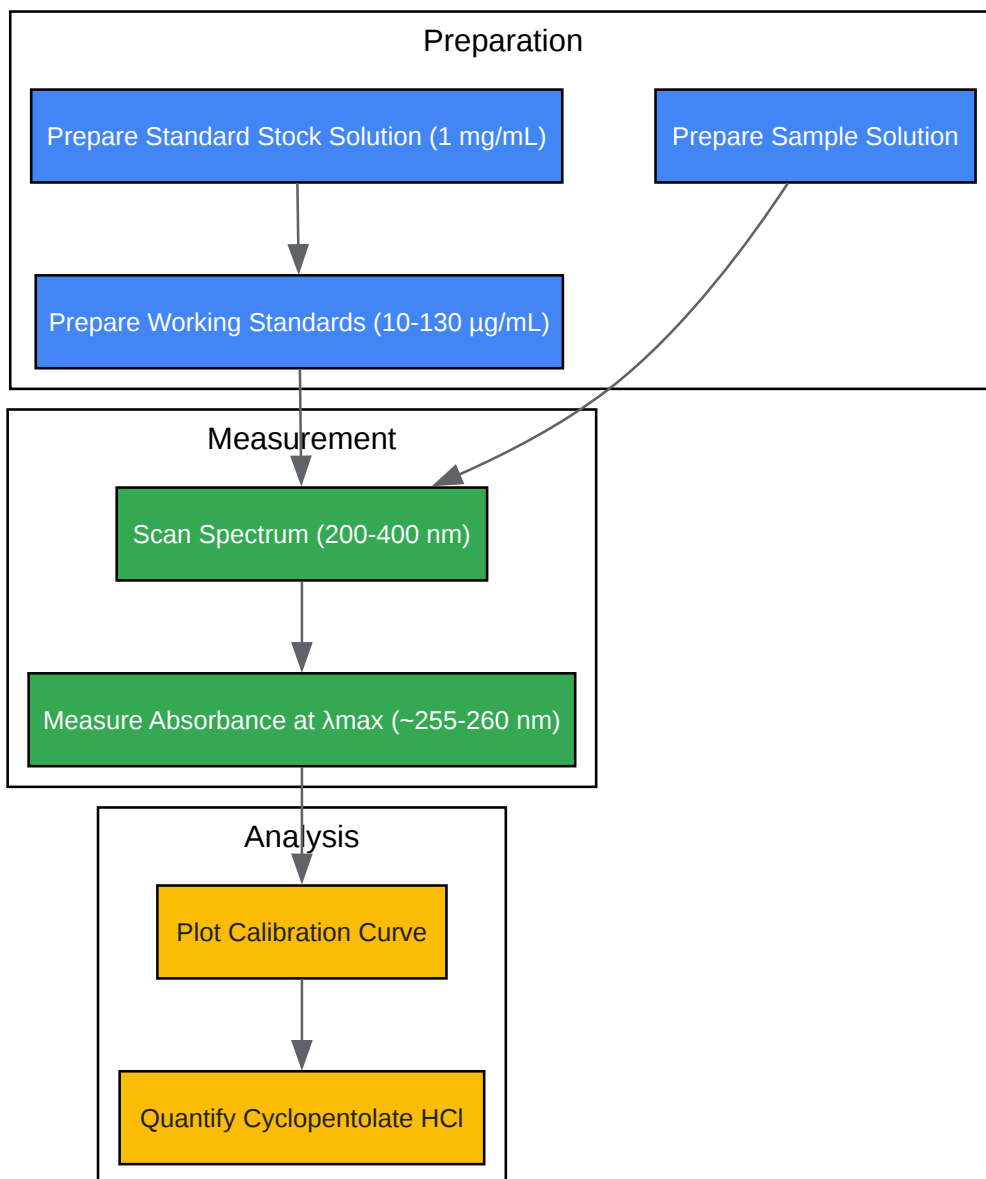 Preparation
Prepare Standard Stock Solution (1 mg/mL)
Prepare Sample Solution
Prepare Working Standards (10-130 µg/mL)
Measurement
Scan Spectrum (200-400 nm)
Measure Absorbance at λmax (~255-260 nm)
Analysis
Plot Calibration Curve
Quantify Cyclopentolate HCl